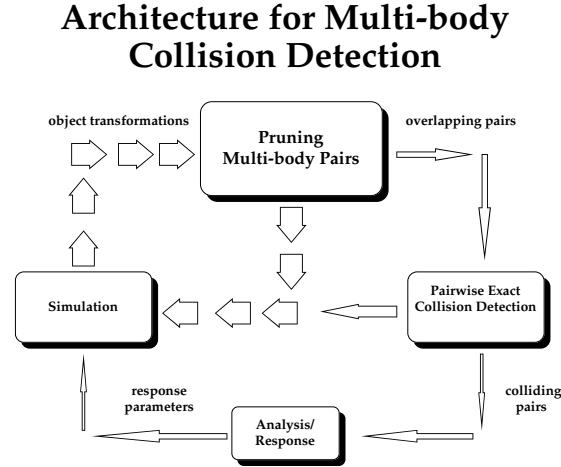 Architecture for Multi-body
Collision Detection
object transformations
Pruning
Multi-body Pairs
overlapping pairs
Simulation
Pairwise Exact
Collision Detection
response
parameters
colliding
pairs
Analysis/
Response